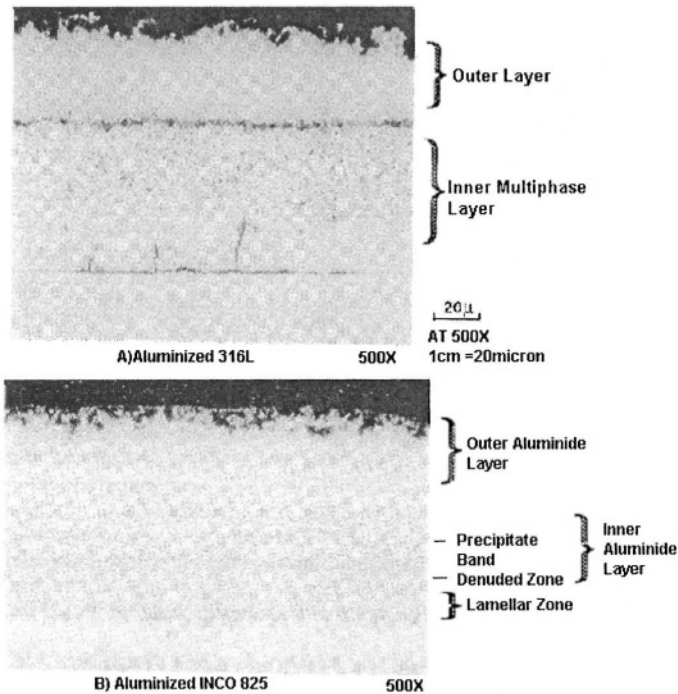 Outer Layer
Inner Multiphase
Layer
20μ
AT 500X
1cm =20micron
A)Aluminized 316L 500X
Outer Aluminide
Layer
Precipitate
Band
Denuded Zone
Inner
Aluminide
Layer
Lamellar Zone
B) Aluminized INCO 825 500X